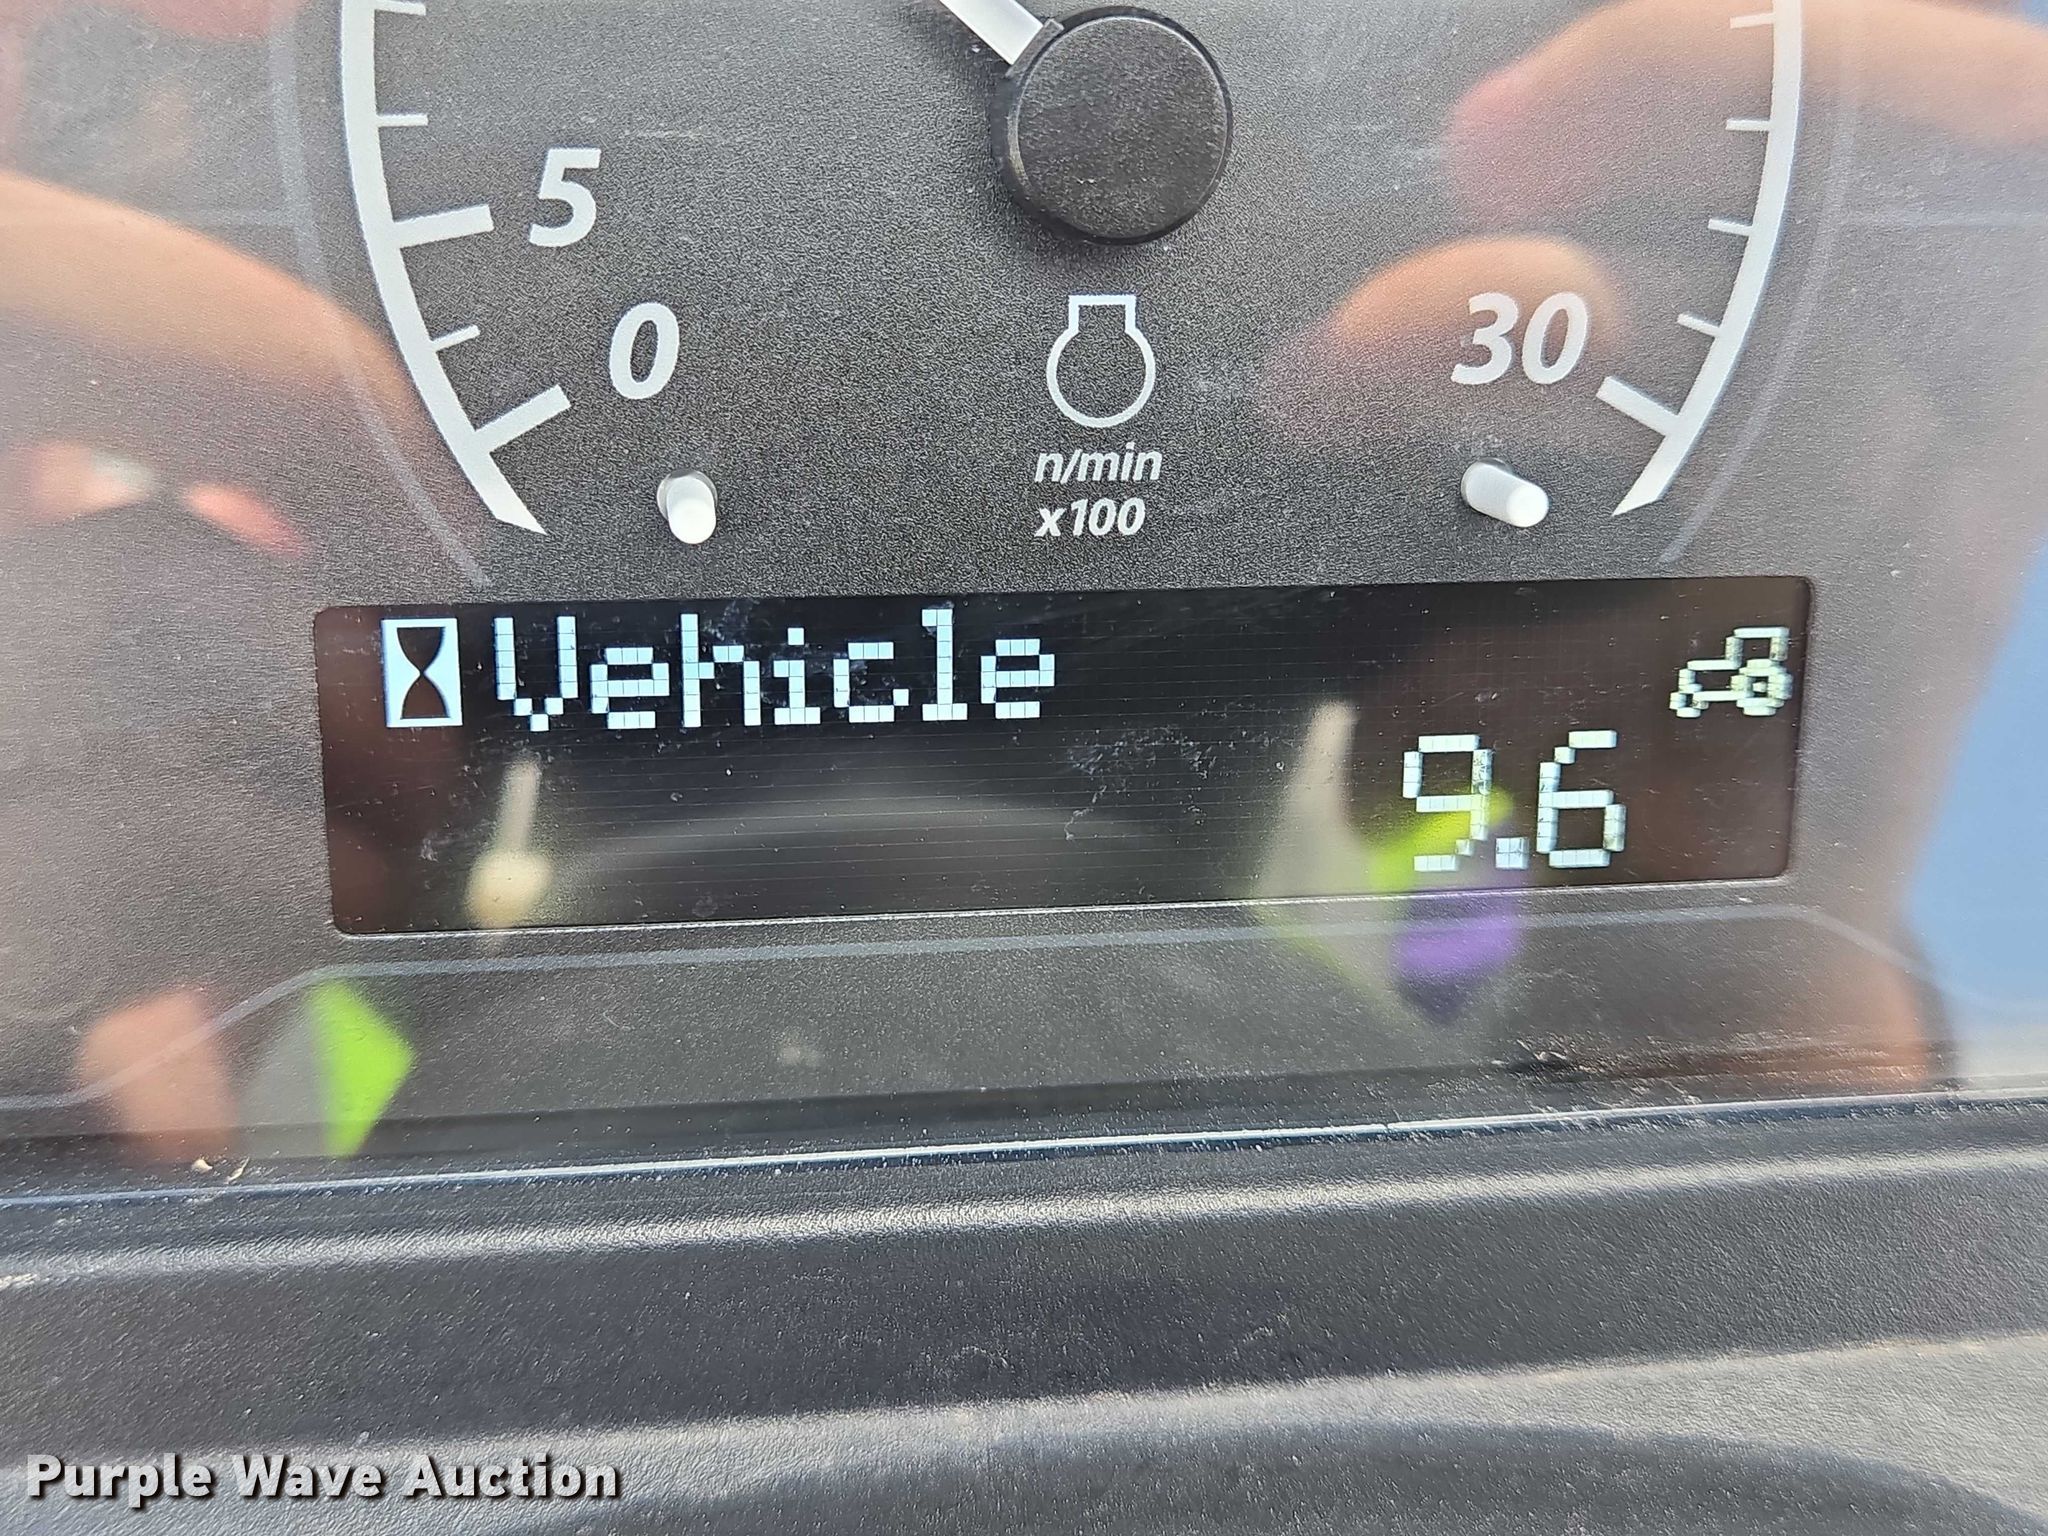 5
0
30
n/min
x100
Vehicle
9.6
Purple Wave Auction